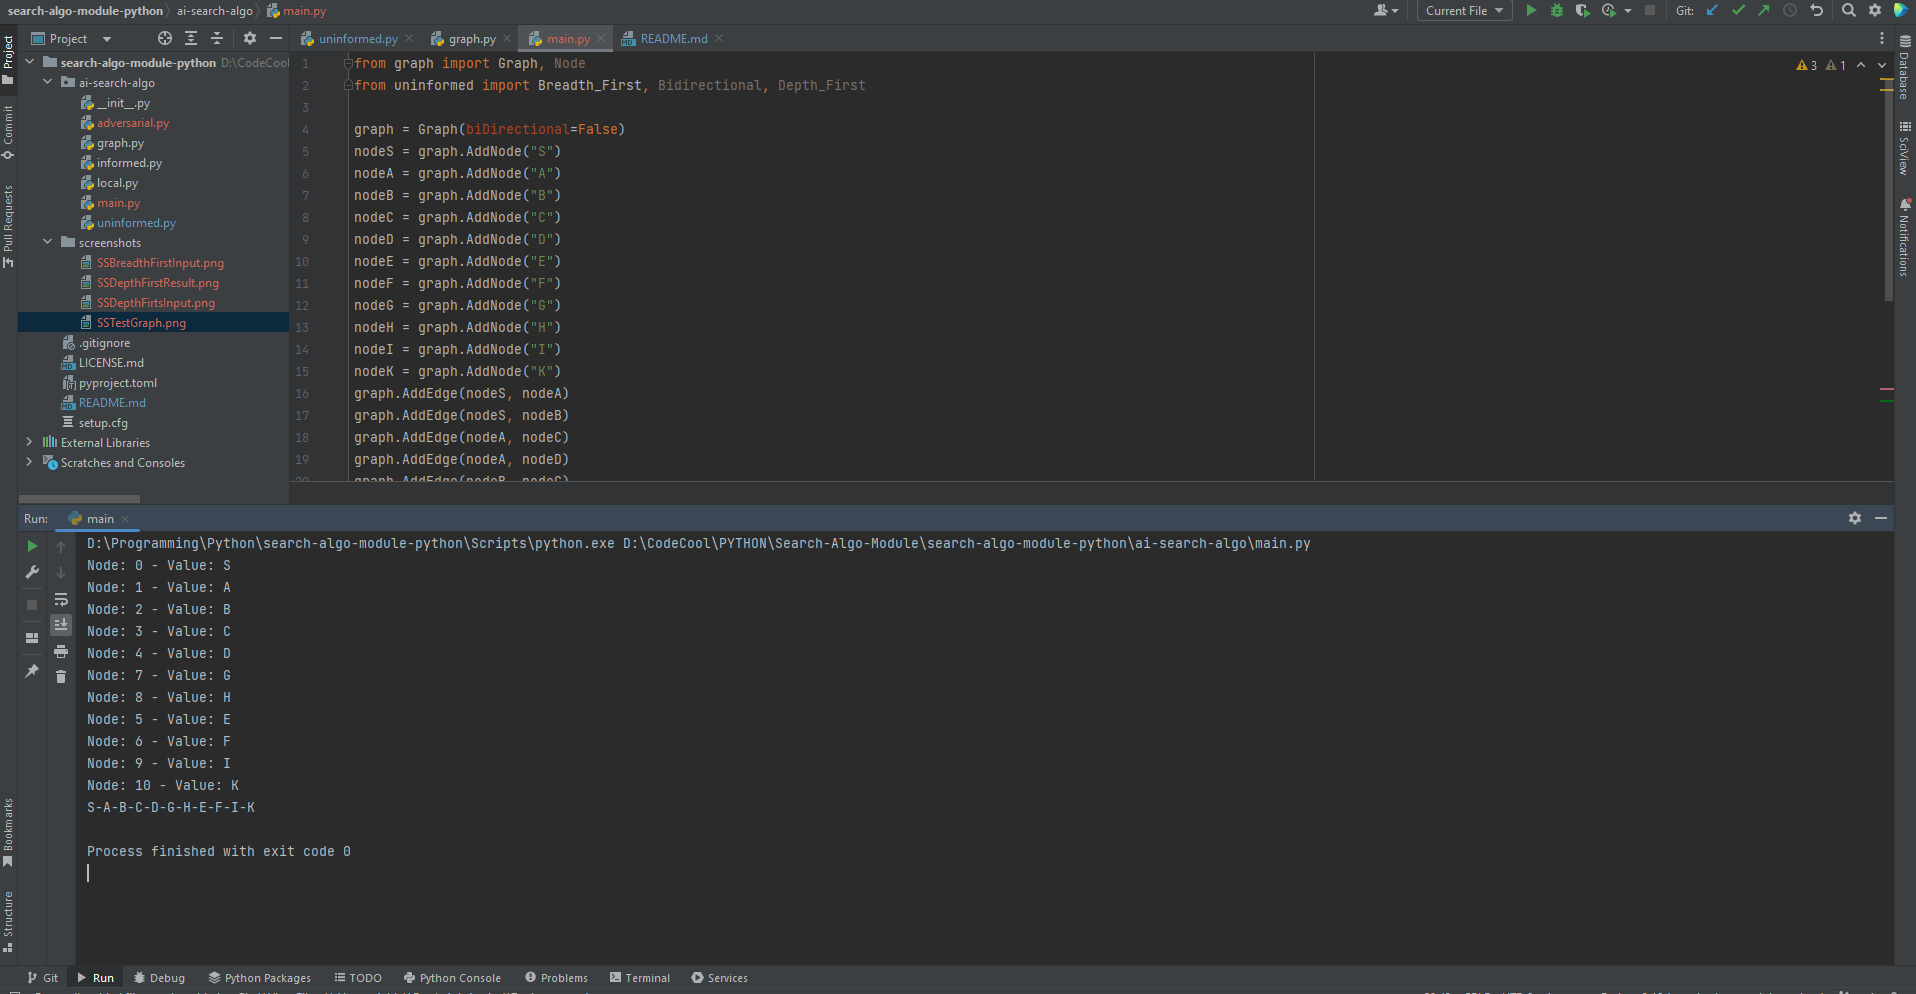 search-algo-module-python ai-search-algo main.py
Current File
Git:
Project
uninformed.py graph.py main.py README.md
Project
Commit
Pull Requests
Bookmarks
Structure
search-algo-module-python D:\CodeCool
ai-search-algo
__init__.py
adversarial.py
graph.py
informed.py
local.py
main.py
uninformed.py
screenshots
SSBreadthFirstInput.png
SSDepthFirstResult.png
SSDepthFirtsInput.png
SSTestGraph.png
.gitignore
LICENSE.md
pyproject.toml
README.md
setup.cfg
External Libraries
Scratches and Consoles
1 from graph import Graph, Node
2 from uninformed import Breadth_First, Bidirectional, Depth_First
3
4 graph = Graph(biDirectional=False)
5 nodeS = graph.AddNode("S")
6 nodeA = graph.AddNode("A")
7 nodeB = graph.AddNode("B")
8 nodeC = graph.AddNode("C")
9 nodeD = graph.AddNode("D")
10 nodeE = graph.AddNode("E")
11 nodeF = graph.AddNode("F")
12 nodeG = graph.AddNode("G")
13 nodeH = graph.AddNode("H")
14 nodeI = graph.AddNode("I")
15 nodeK = graph.AddNode("K")
16 graph.AddEdge(nodeS, nodeA)
17 graph.AddEdge(nodeS, nodeB)
18 graph.AddEdge(nodeA, nodeC)
19 graph.AddEdge(nodeA, nodeD)
20 graph.AddEdge(nodeB, nodeG)
3 1
Database
SciView
Notifications
Run: main
D:\Programming\Python\search-algo-module-python\Scripts\python.exe D:\CodeCool\PYTHON\Search-Algo-Module\search-algo-module-python\ai-search-algo\main.py
Node: 0 - Value: S
Node: 1 - Value: A
Node: 2 - Value: B
Node: 3 - Value: C
Node: 4 - Value: D
Node: 7 - Value: G
Node: 8 - Value: H
Node: 5 - Value: E
Node: 6 - Value: F
Node: 9 - Value: I
Node: 10 - Value: K
S-A-B-C-D-G-H-E-F-I-K
Process finished with exit code 0
Git Run Debug Python Packages TODO Python Console Problems Terminal Services